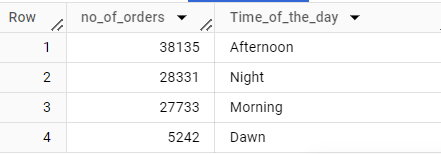 Row no_of_orders Time_of_the_day
1 38135 Afternoon
2 28331 Night
3 27733 Morning
4 5242 Dawn